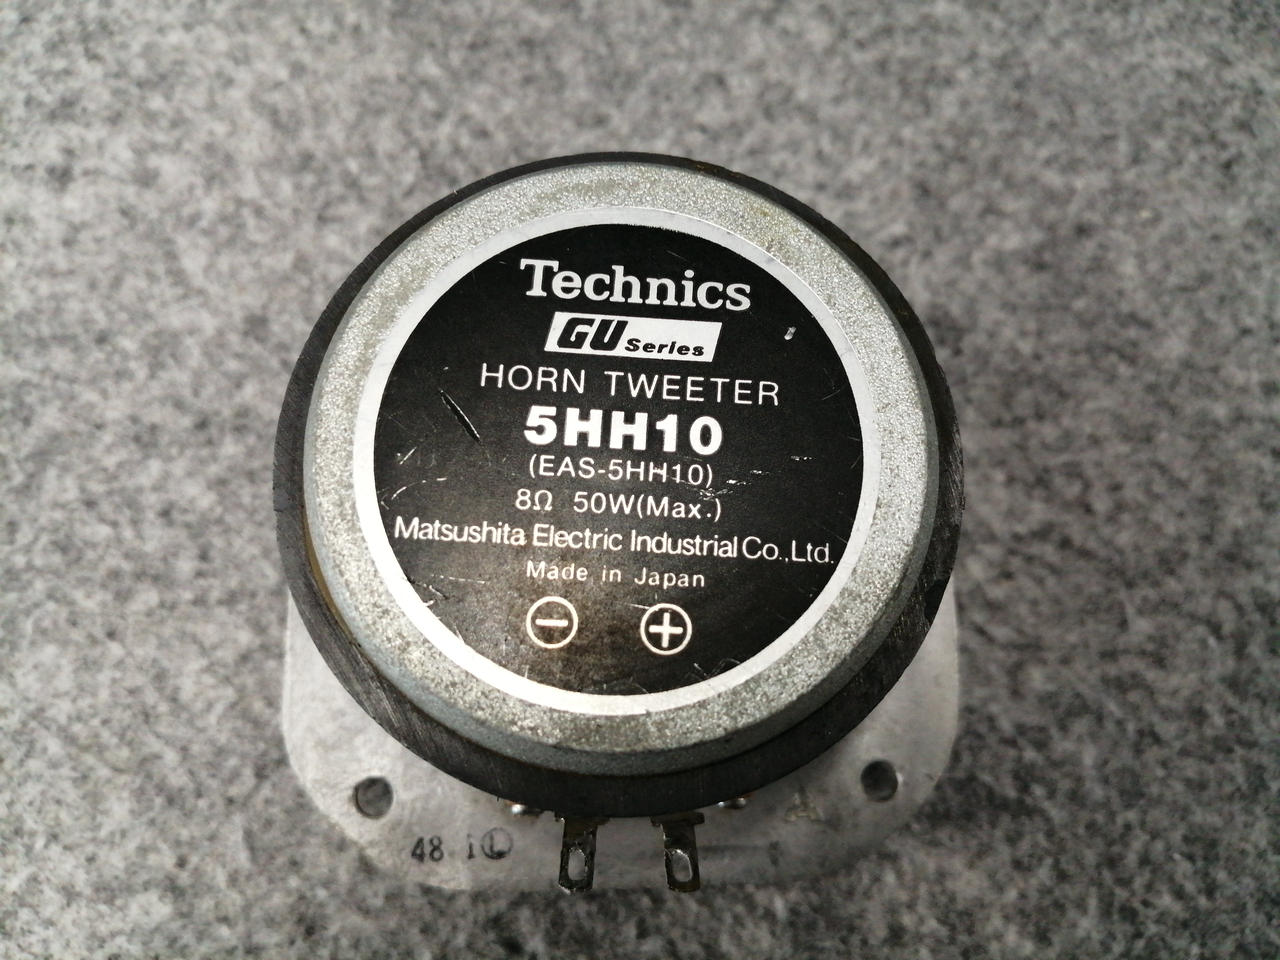 Technics
GU Series
HORN TWEETER
5HH10
(EAS-5HH10)
8Ω 50W(Max.)
Matsushita Electric Industrial Co.,Ltd.
Made in Japan
⊖ ⊕
48 i Ⓛ